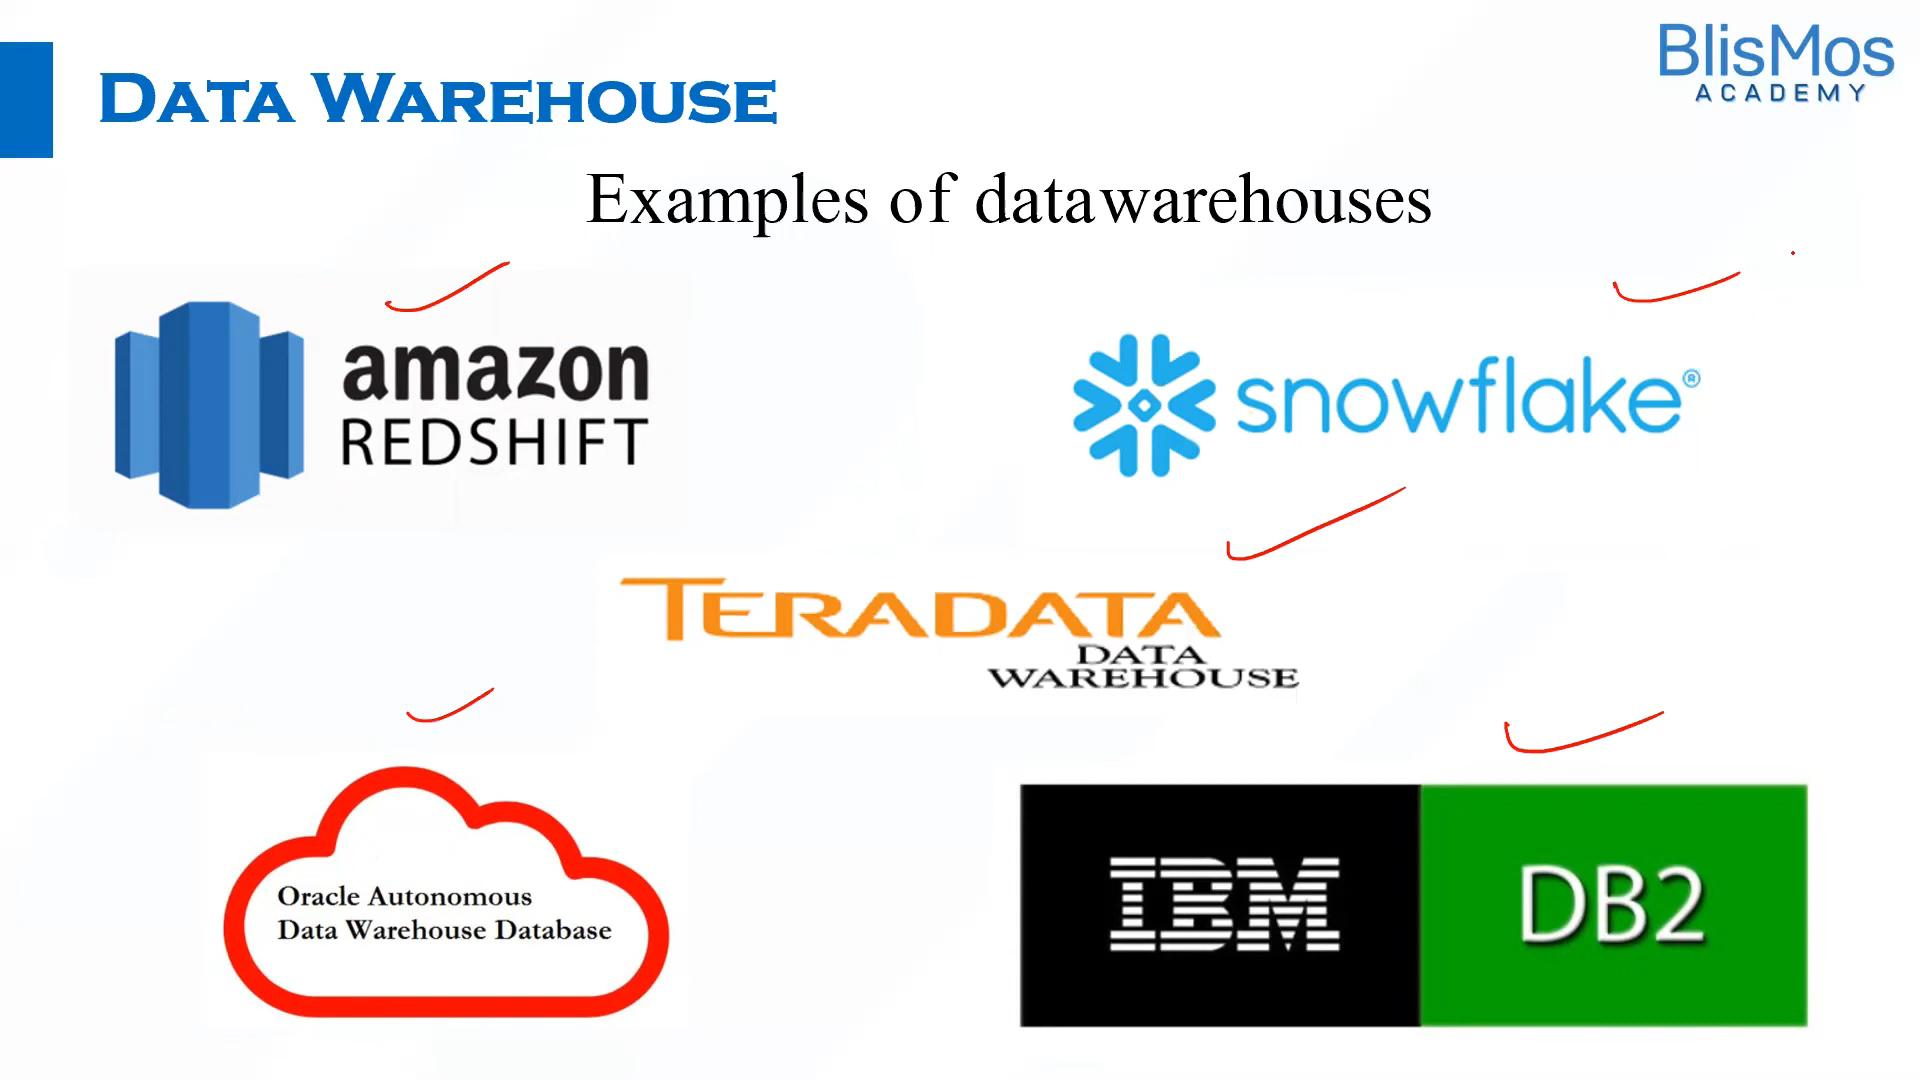 BlisMos
ACADEMY
DATA WAREHOUSE
Examples of datawarehouses
amazon
REDSHIFT
snowflake®
TERADATA
DATA
WAREHOUSE
Oracle Autonomous
Data Warehouse Database
IBM
DB2